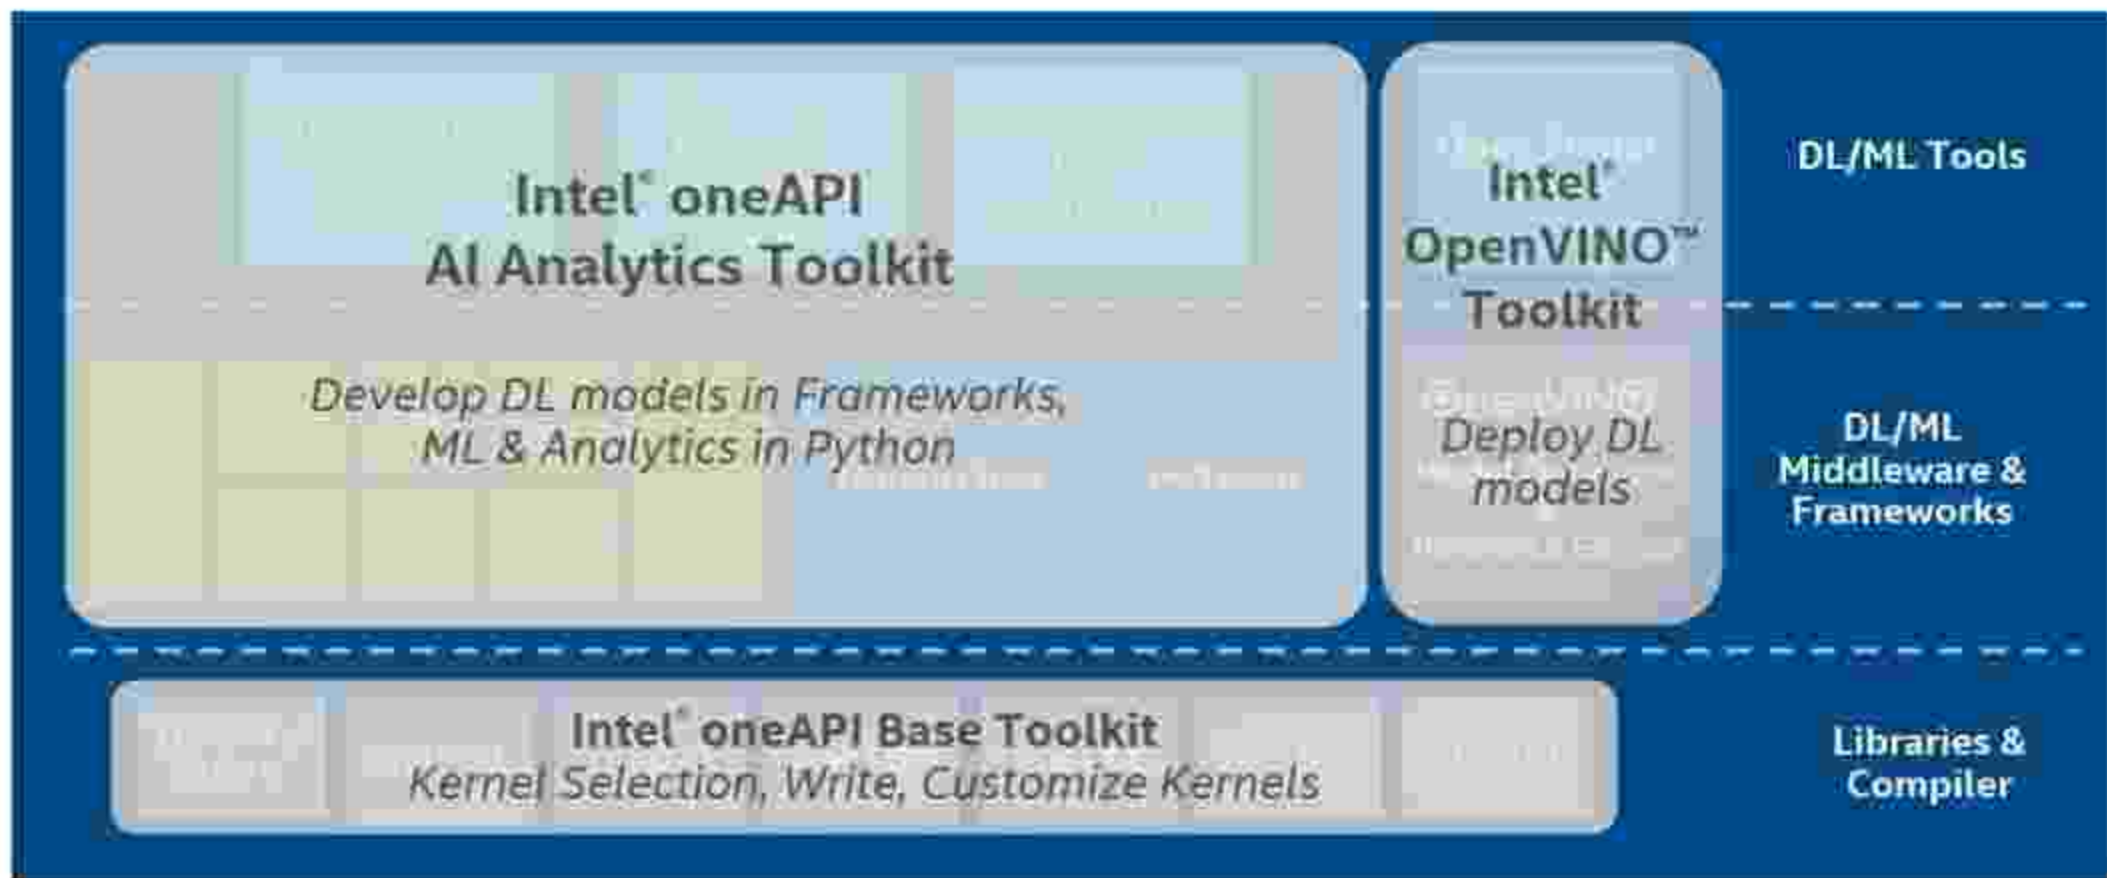 Intel® oneAPI
AI Analytics Toolkit
Develop DL models in Frameworks,
ML & Analytics in Python
Intel®
OpenVINO™
Toolkit
Deploy DL
models
DL/ML Tools
DL/ML
Middleware &
Frameworks
Intel® oneAPI Base Toolkit
Kernel Selection, Write, Customize Kernels
Libraries &
Compiler